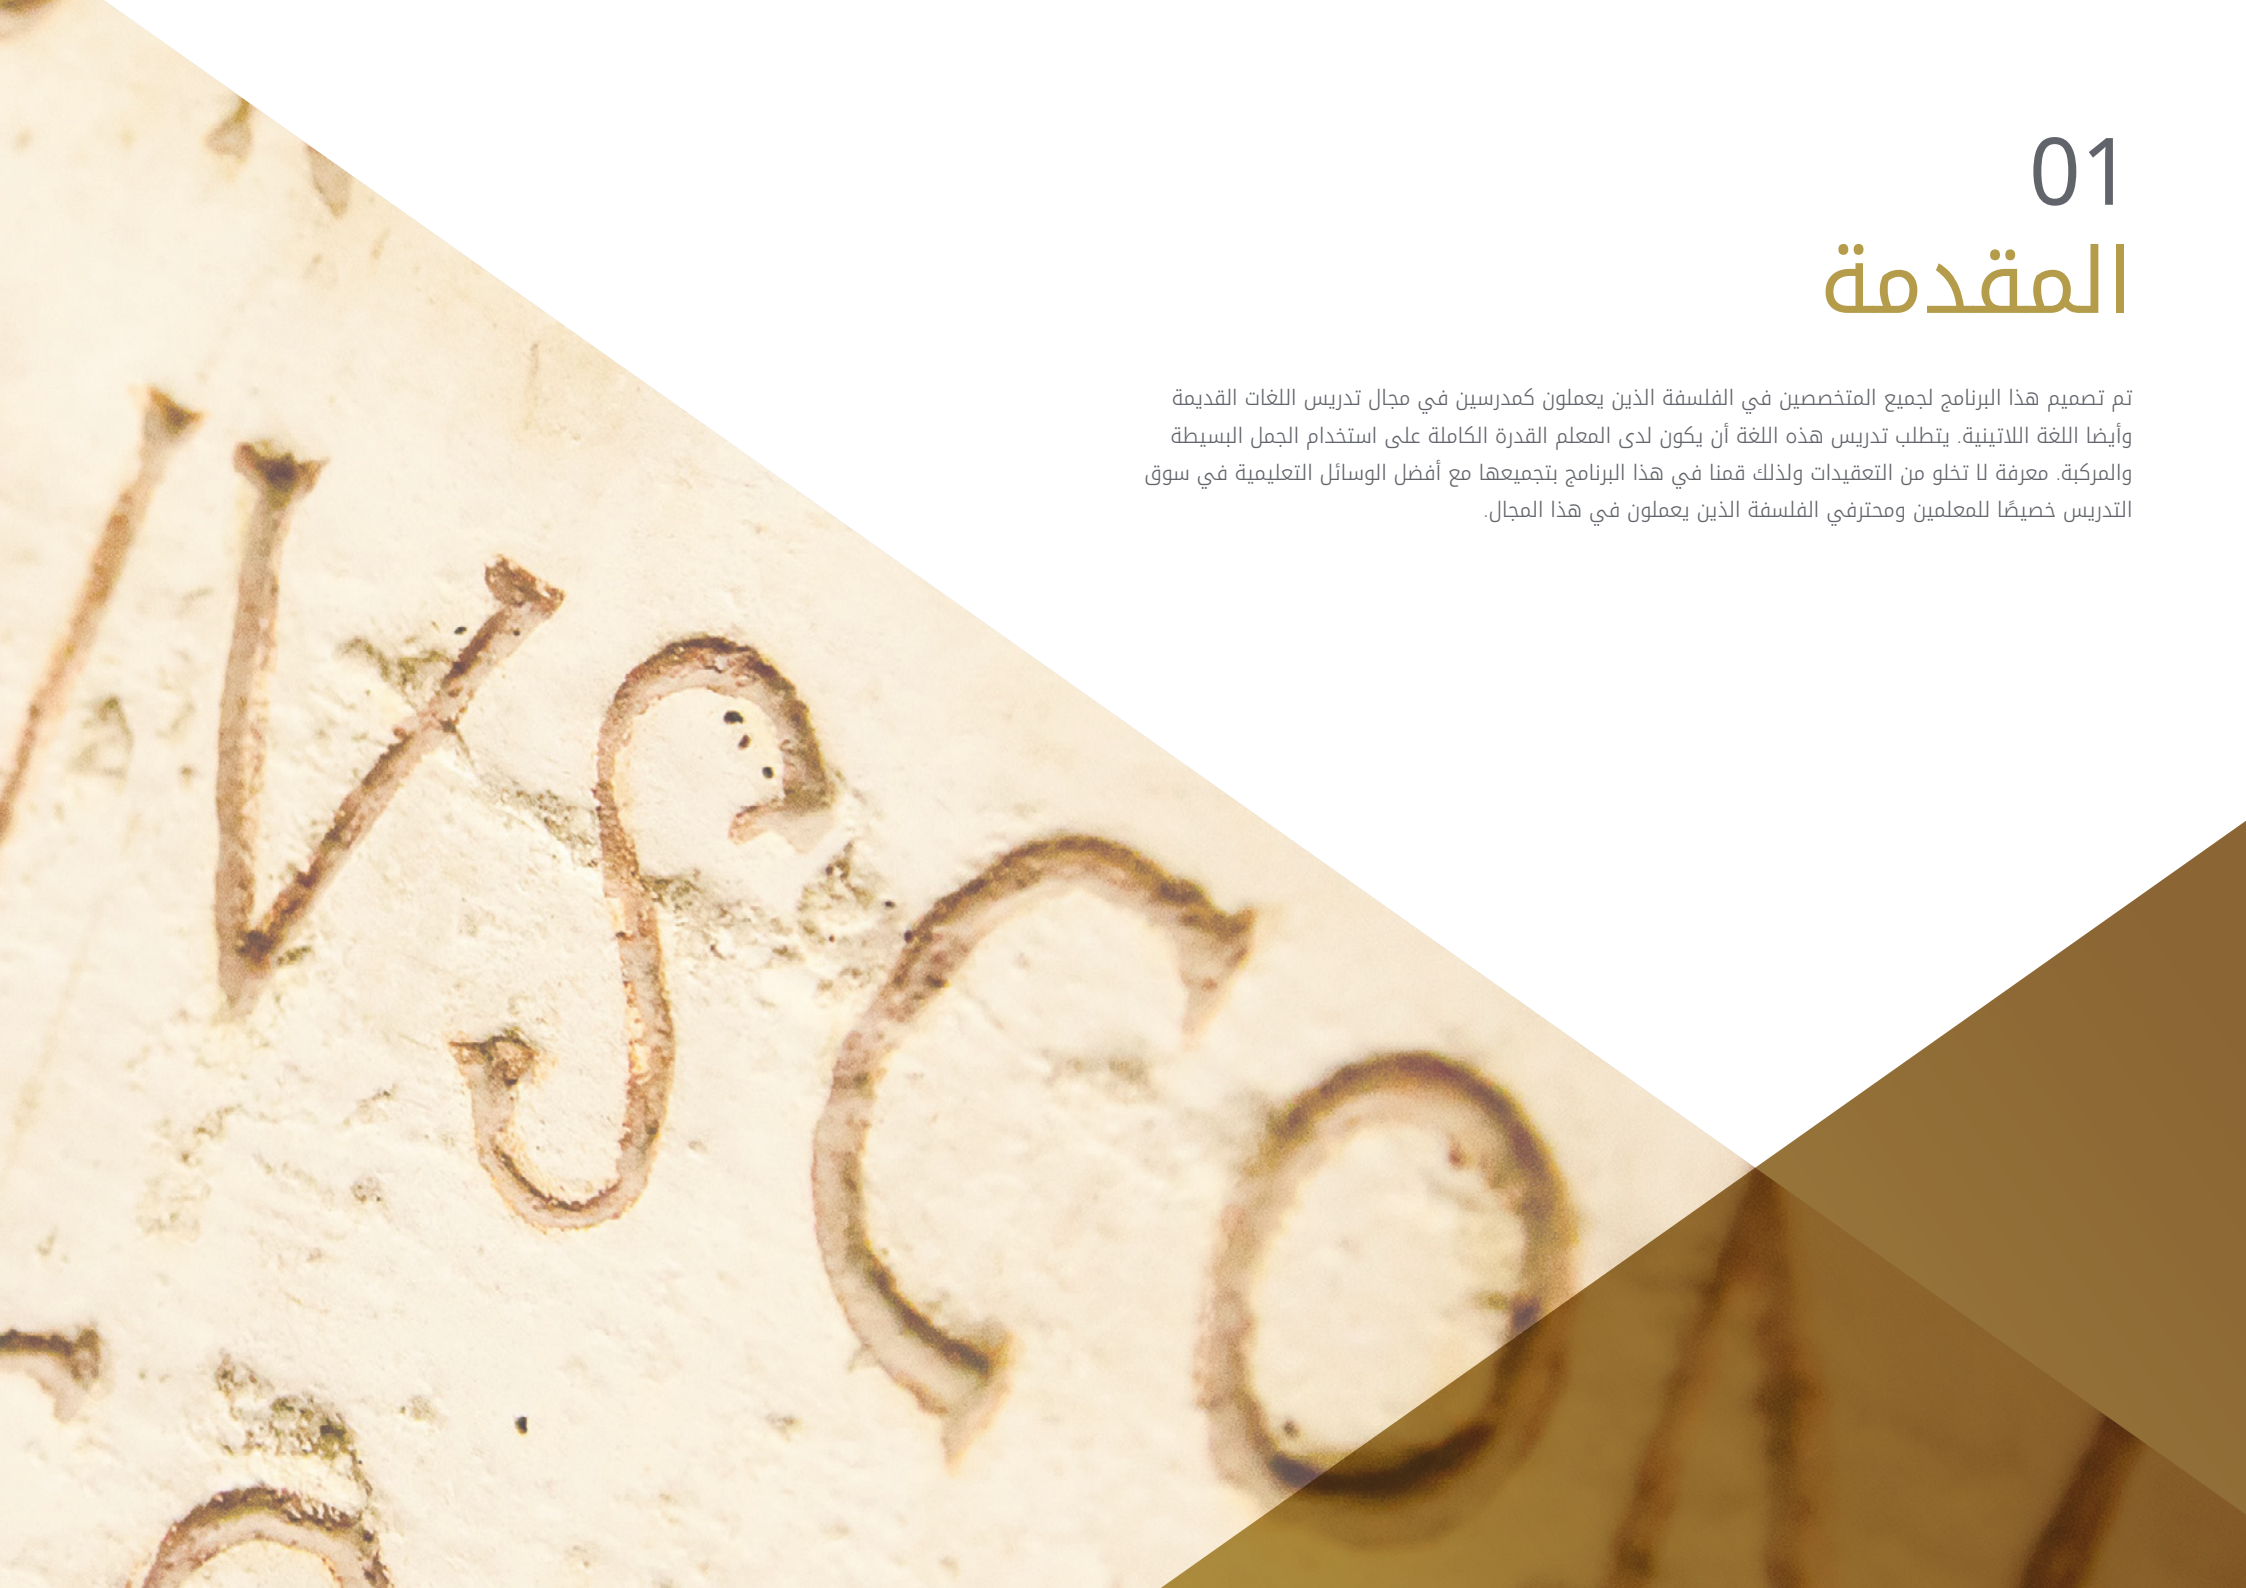 01
المقدمة
تم تصميم هذا البرنامج لجميع المتخصصين في الفلسفة الذين يعملون كمدرسين في مجال تدريس اللغات القديمة
وأيضا اللغة اللاتينية. يتطلب تدريس هذه اللغة أن يكون لدى المعلم القدرة الكاملة على استخدام الجمل البسيطة
والمركبة. معرفة لا تخلو من التعقيدات ولذلك قمنا في هذا البرنامج بتجميعها مع أفضل الوسائل التعليمية في سوق
التدريس خصيصًا للمعلمين ومحترفي الفلسفة الذين يعملون في هذا المجال.
VSCO